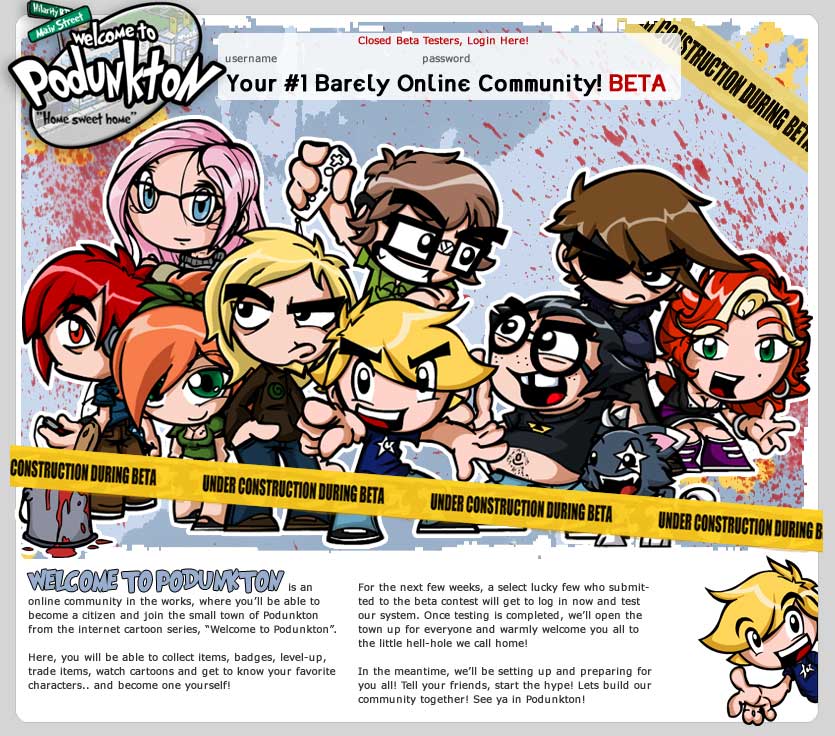 Hilarity RD
Main Street
Welcome to
Podunkton
"Home sweet home"
Closed Beta Testers, Login Here!
username password
Your #1 Barely Online Community! BETA
CONSTRUCTION DURING BETA
CONSTRUCTION DURING BETA UNDER CONSTRUCTION DURING BETA UNDER CONSTRUCTION DURING BETA UNDER CONSTRUCTION DURING B
WELCOME TO PODUNKTON is an
online community in the works, where you'll be able to
become a citizen and join the small town of Podunkton
from the internet cartoon series, "Welcome to Podunkton".
Here, you will be able to collect items, badges, level-up,
trade items, watch cartoons and get to know your favorite
characters.. and become one yourself!
For the next few weeks, a select lucky few who submit-
ted to the beta contest will get to log in now and test
our system. Once testing is completed, we'll open the
town up for everyone and warmly welcome you all to
the little hell-hole we call home!
In the meantime, we'll be setting up and preparing for
you all! Tell your friends, start the hype! Lets build our
community together! See ya in Podunkton!